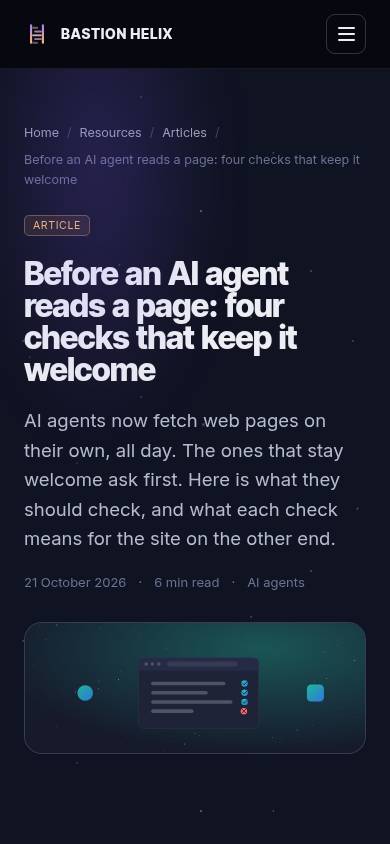 BASTION HELIX
Home / Resources / Articles /
Before an AI agent reads a page: four checks that keep it
welcome
ARTICLE
Before an AI agent
reads a page: four
checks that keep it
welcome
AI agents now fetch web pages on
their own, all day. The ones that stay
welcome ask first. Here is what they
should check, and what each check
means for the site on the other end.
21 October 2026 · 6 min read · AI agents